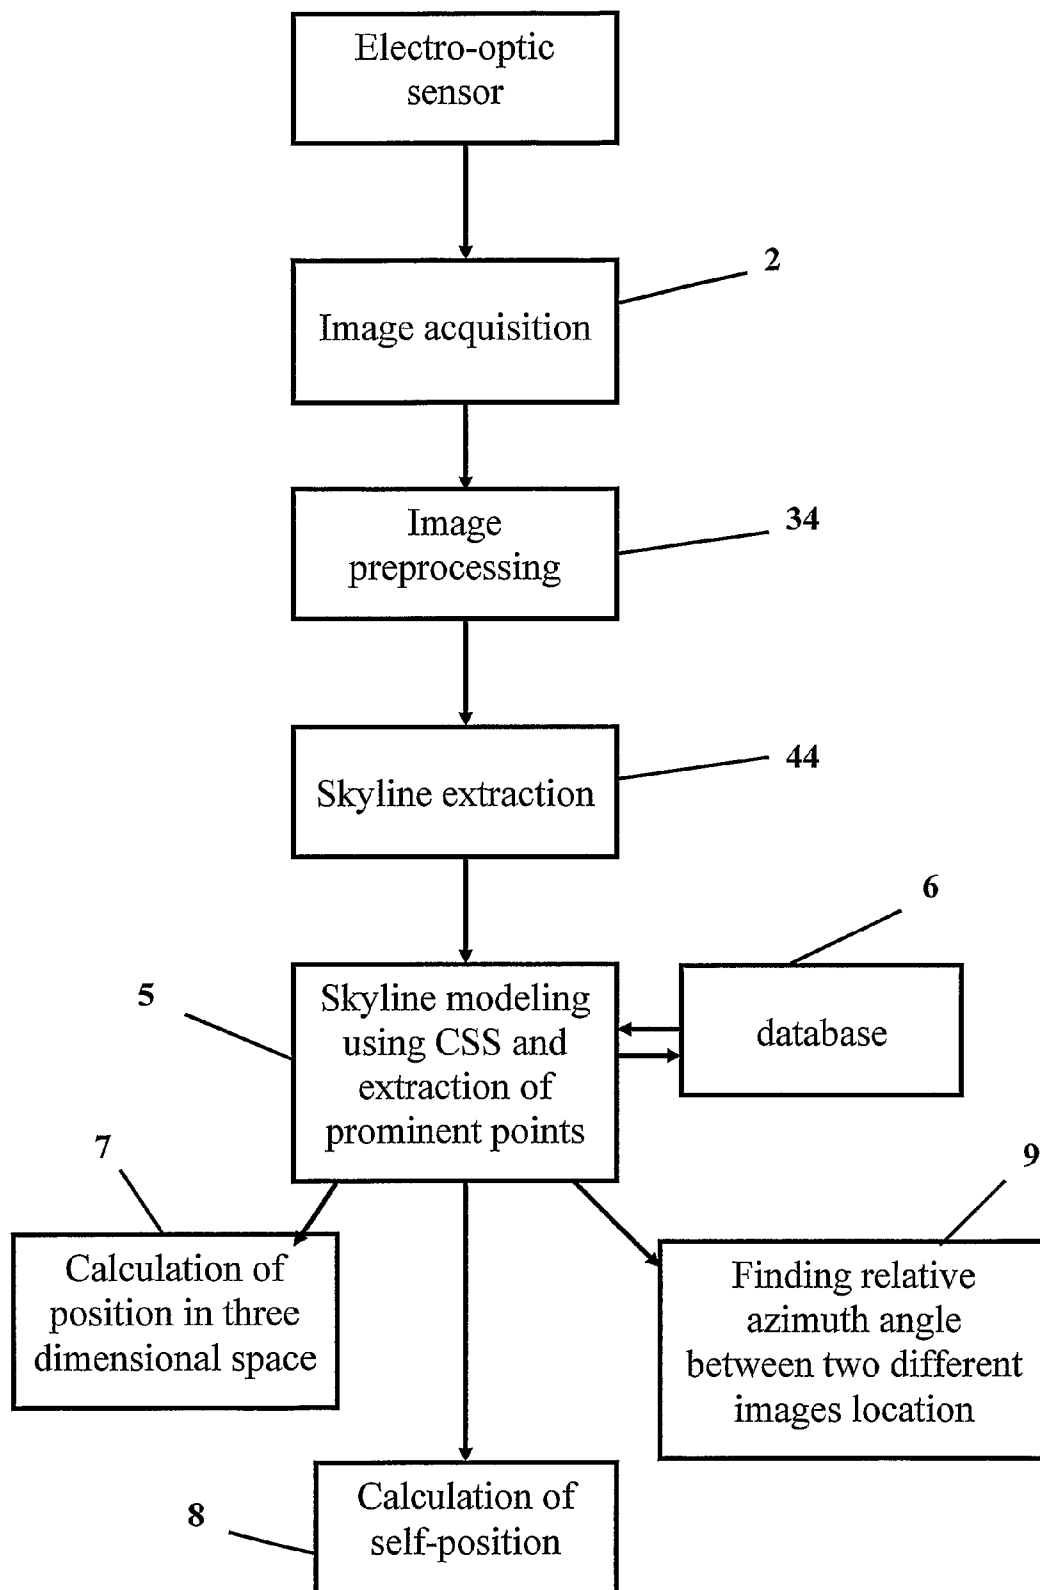 Electro-optic
sensor
2
Image acquisition
34
Image
preprocessing
44
Skyline extraction
6
5
Skyline modeling
using CSS and
extraction of
prominent points
database
7
9
Calculation of
position in three
dimensional space
Finding relative
azimuth angle
between two different
images location
8
Calculation of
self-position